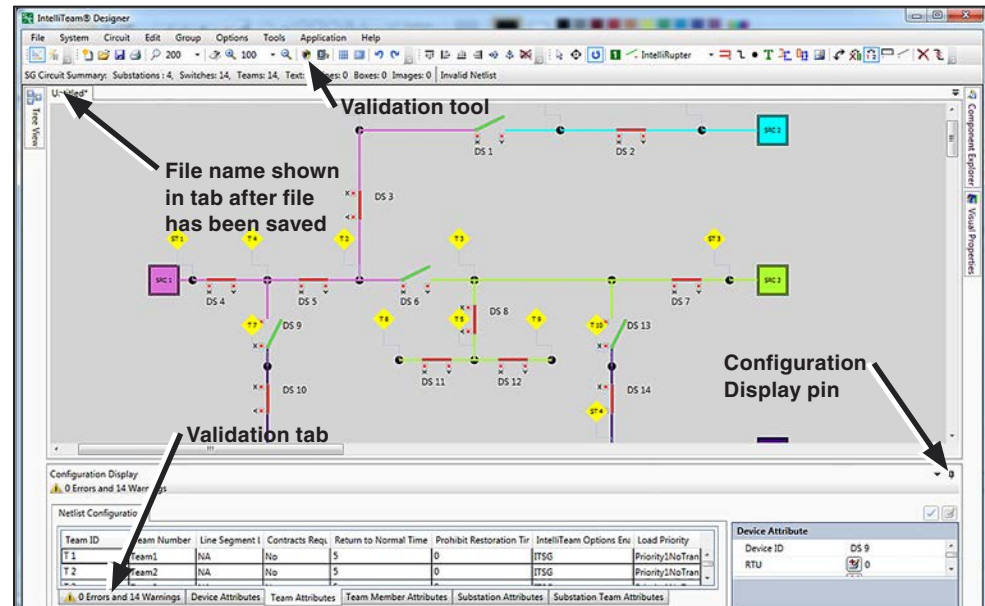 IntelliTeam® Designer
File System Circuit Edit Group Options Tools Application Help
200 100 IntelliRupter T
SG Circuit Summary: Substations : 4, Switches: 14, Teams: 14, Text: 0 Boxes: 0 Images: 0 Invalid Netlist
Tree View
Component Explorer
Visual Properties
Validation tool
SRC 2
DS 1
DS 2
File name shown
in tab after file
has been saved
DS 3
ST 1
T 4
T 2
T 3
ST 3
SRC 1
SRC 3
DS 4
DS 5
DS 6
DS 7
DS 8
T 7
DS 9
T 8
T 5
T 9
T 10
DS 13
DS 11
DS 12
DS 10
DS 14
ST 4
Configuration
Display pin
Validation tab
Configuration Display
0 Errors and 14 Warnings
Netlist Configuration
Team ID Team Number Line Segment L Contracts Requ Return to Normal Time Prohibit Restoration Tir IntelliTeam Options Ena Load Priority
T 1 Team1 NA No 5 0 ITSG Priority1NoTran
T 2 Team2 NA No 5 0 ITSG Priority1NoTran
Device Attribute
Device ID DS 9
RTU 0
0 Errors and 14 Warnings Device Attributes Team Attributes Team Member Attributes Substation Attributes Substation Team Attributes